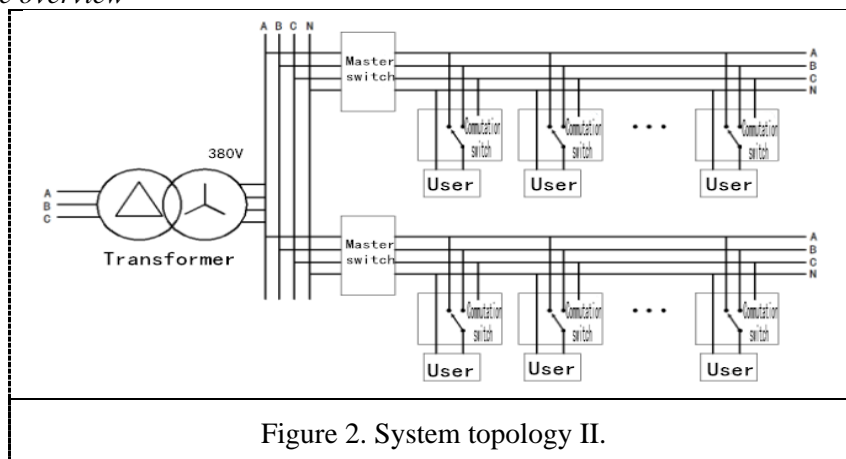 overview
A B C N
Master
switch
A
B
C
N
Commutation
switch
Commutation
switch
Commutation
switch
User
User
User
380V
A
B
C
Transformer
Master
switch
A
B
C
N
Commutation
switch
Commutation
switch
Commutation
switch
User
User
User
Figure 2. System topology II.